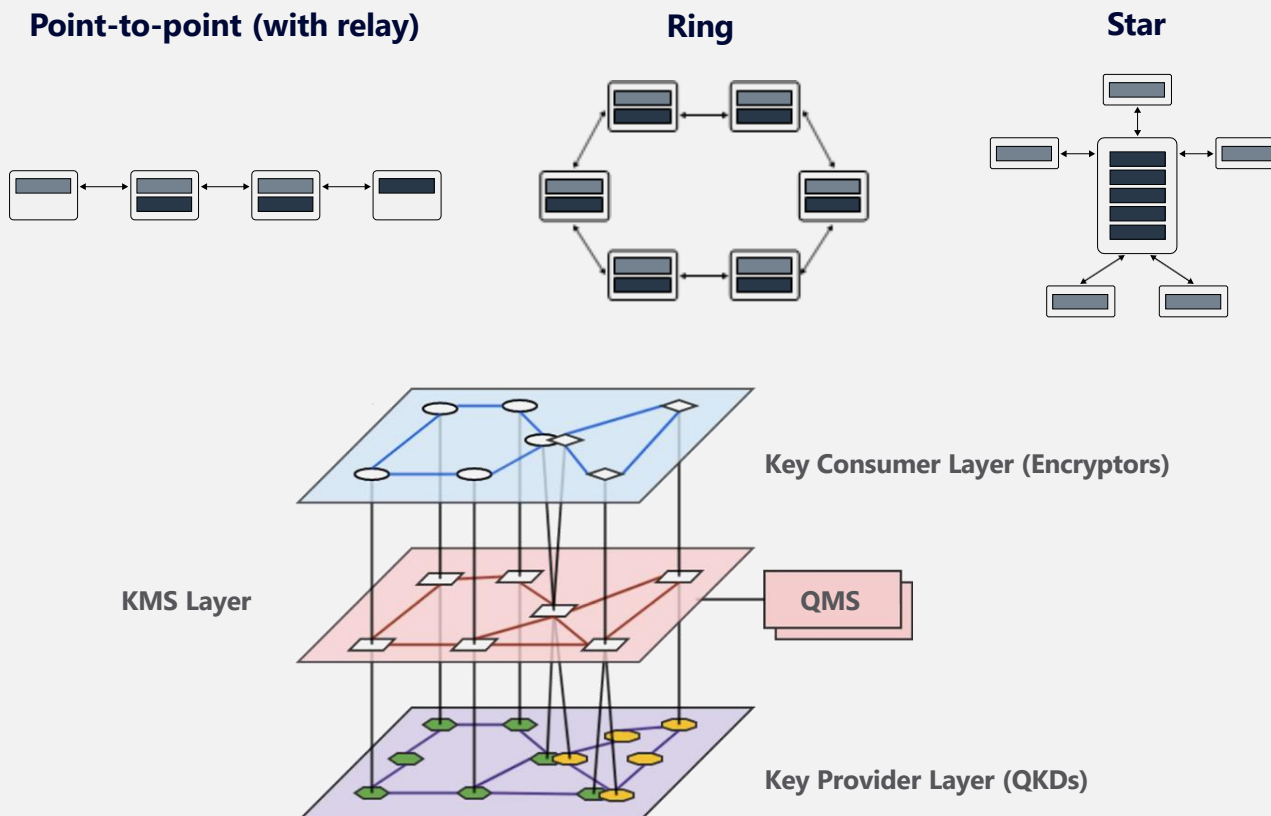 Point-to-point (with relay)
Ring
Star
Key Consumer Layer (Encryptors)
KMS Layer
QMS
Key Provider Layer (QKDs)